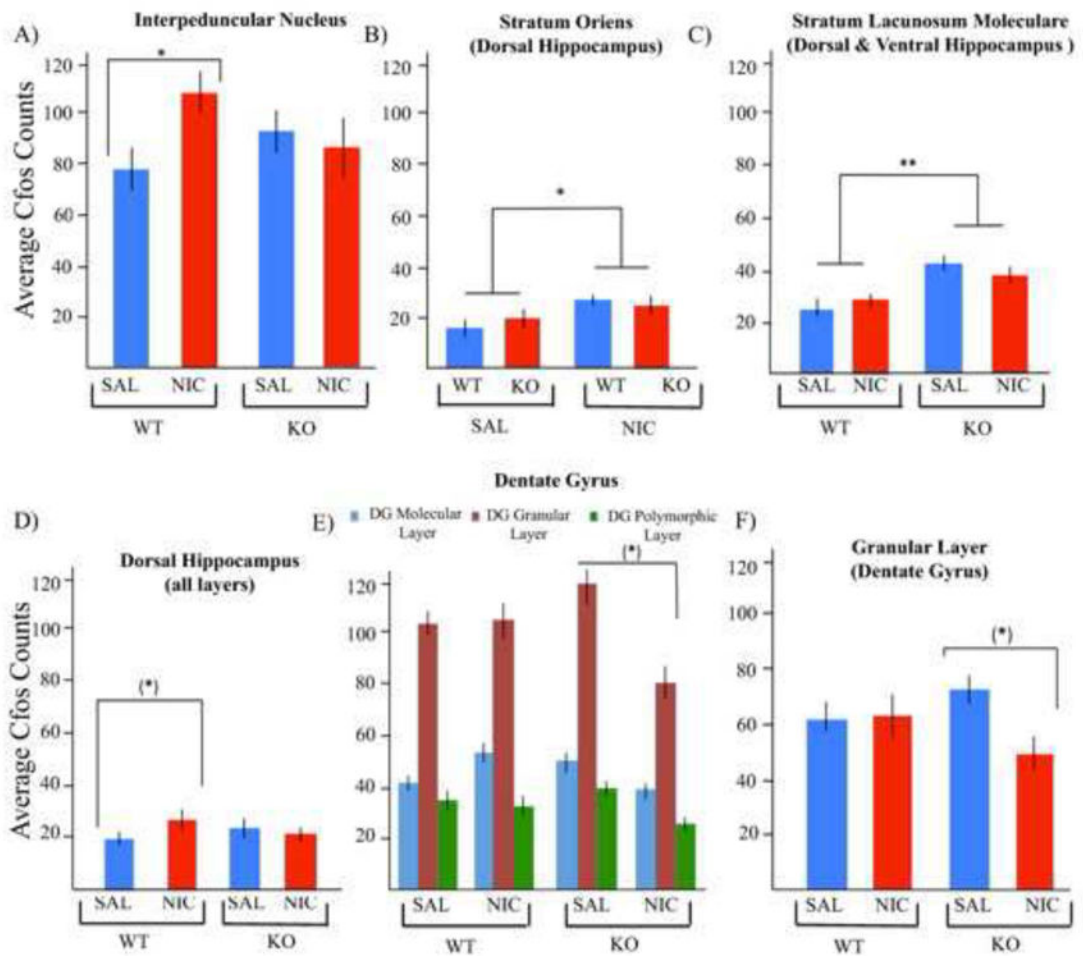 A)
Interpeduncular Nucleus
Average Cfos Counts
120
100
80
60
40
20
*
SAL NIC SAL NIC
WT KO
B)
Stratum Oriens
(Dorsal Hippocampus)
120
100
80
60
40
20
*
WT KO WT KO
SAL NIC
C)
Stratum Lacunosum Moleculare
(Dorsal & Ventral Hippocampus )
120
100
80
60
40
20
**
SAL NIC SAL NIC
WT KO
D)
Dorsal Hippocampus
(all layers)
Average Cfos Counts
120
100
80
60
40
20
(*)
SAL NIC SAL NIC
WT KO
Dentate Gyrus
E)
DG Molecular Layer
DG Granular Layer
DG Polymorphic Layer
120
100
80
60
40
20
(*)
SAL NIC SAL NIC
WT KO
F)
Granular Layer
(Dentate Gyrus)
120
100
80
60
40
20
(*)
SAL NIC SAL NIC
WT KO